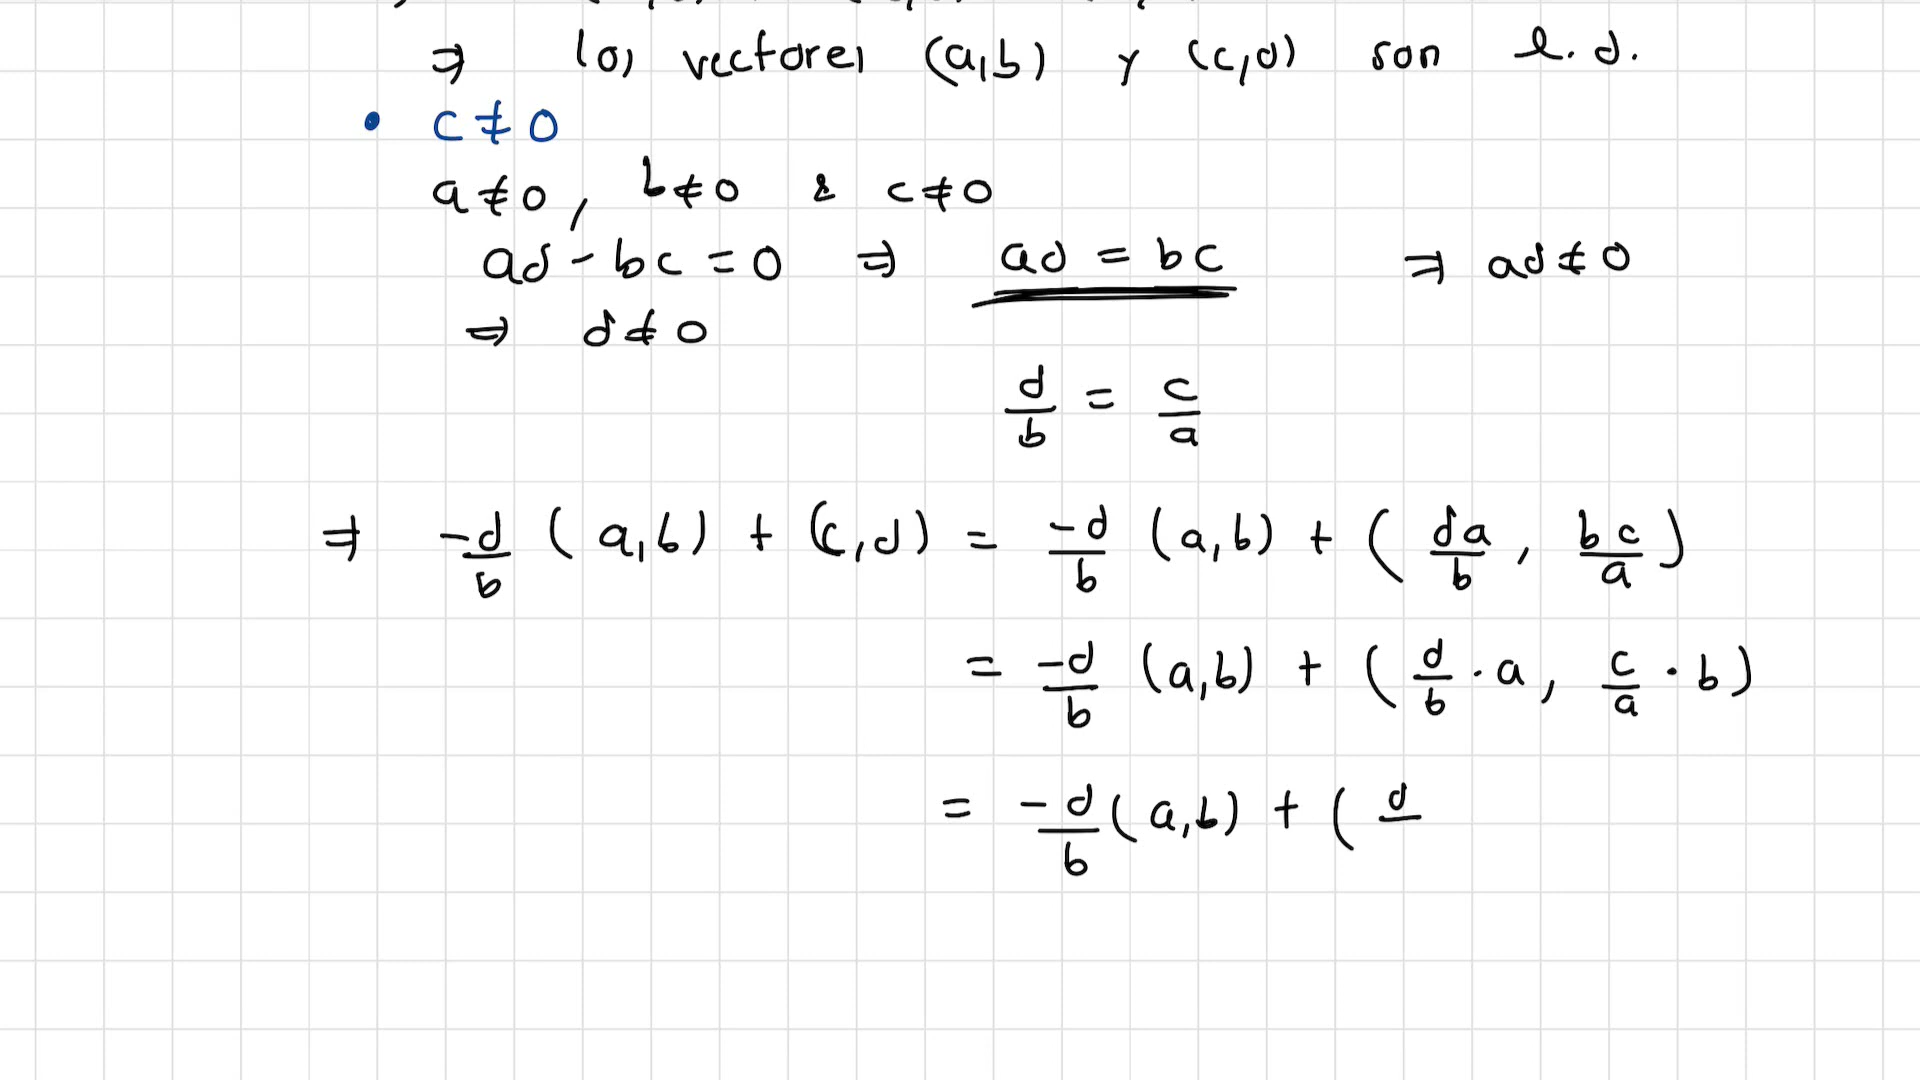 ⇒ los vectores (a,b) y (c,d) son l.d.
• c≠0
a≠0, b≠0 & c≠0
ad - bc = 0 ⇒ ad = bc ⇒ ad≠0
⇒ d≠0
d/b = c/a
⇒ -d/b (a,b) + (c,d) = -d/b (a,b) + (da/b, bc/a)
= -d/b (a,b) + (d/b · a, c/a · b)
= -d/b (a,b) + (d